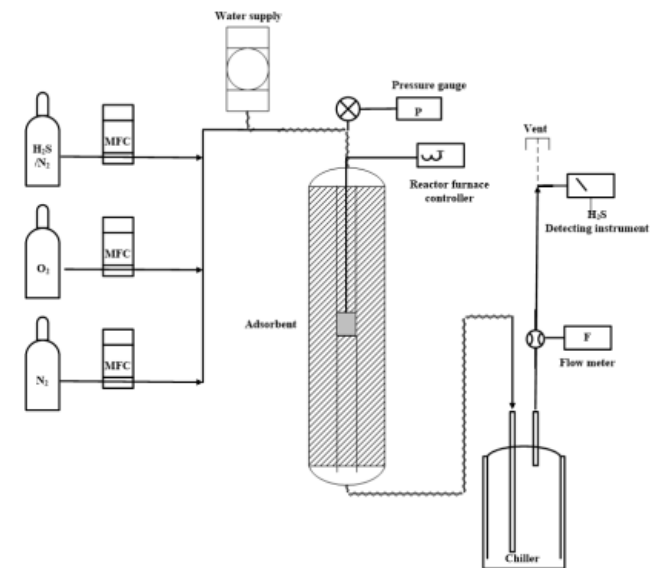 Water supply
Pressure gauge
P
MFC
H₂S
/N₂
Vent
Reactor furnace
controller
H₂S
Detecting instrument
MFC
O₂
Adsorbent
F
Flow meter
MFC
N₂
Chiller